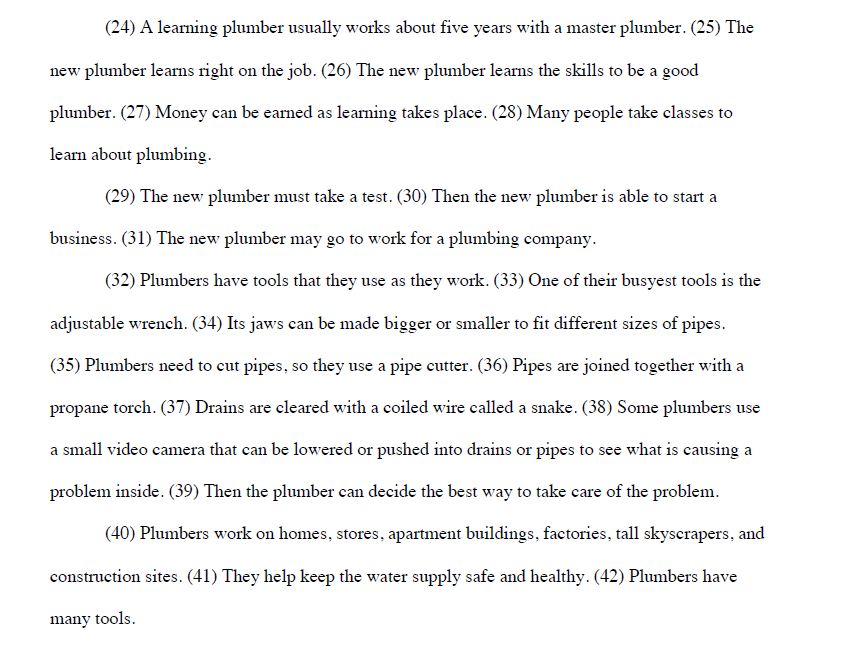 (24) A learning plumber usually works about five years with a master plumber. (25) The
new plumber learns right on the job. (26) The new plumber learns the skills to be a good
plumber. (27) Money can be earned as learning takes place. (28) Many people take classes to
learn about plumbing.
(29) The new plumber must take a test. (30) Then the new plumber is able to start a
business. (31) The new plumber may go to work for a plumbing company.
(32) Plumbers have tools that they use as they work. (33) One of their busyest tools is the
adjustable wrench. (34) Its jaws can be made bigger or smaller to fit different sizes of pipes.
(35) Plumbers need to cut pipes, so they use a pipe cutter. (36) Pipes are joined together with a
propane torch. (37) Drains are cleared with a coiled wire called a snake. (38) Some plumbers use
a small video camera that can be lowered or pushed into drains or pipes to see what is causing a
problem inside. (39) Then the plumber can decide the best way to take care of the problem.
(40) Plumbers work on homes, stores, apartment buildings, factories, tall skyscrapers, and
construction sites. (41) They help keep the water supply safe and healthy. (42) Plumbers have
many tools.